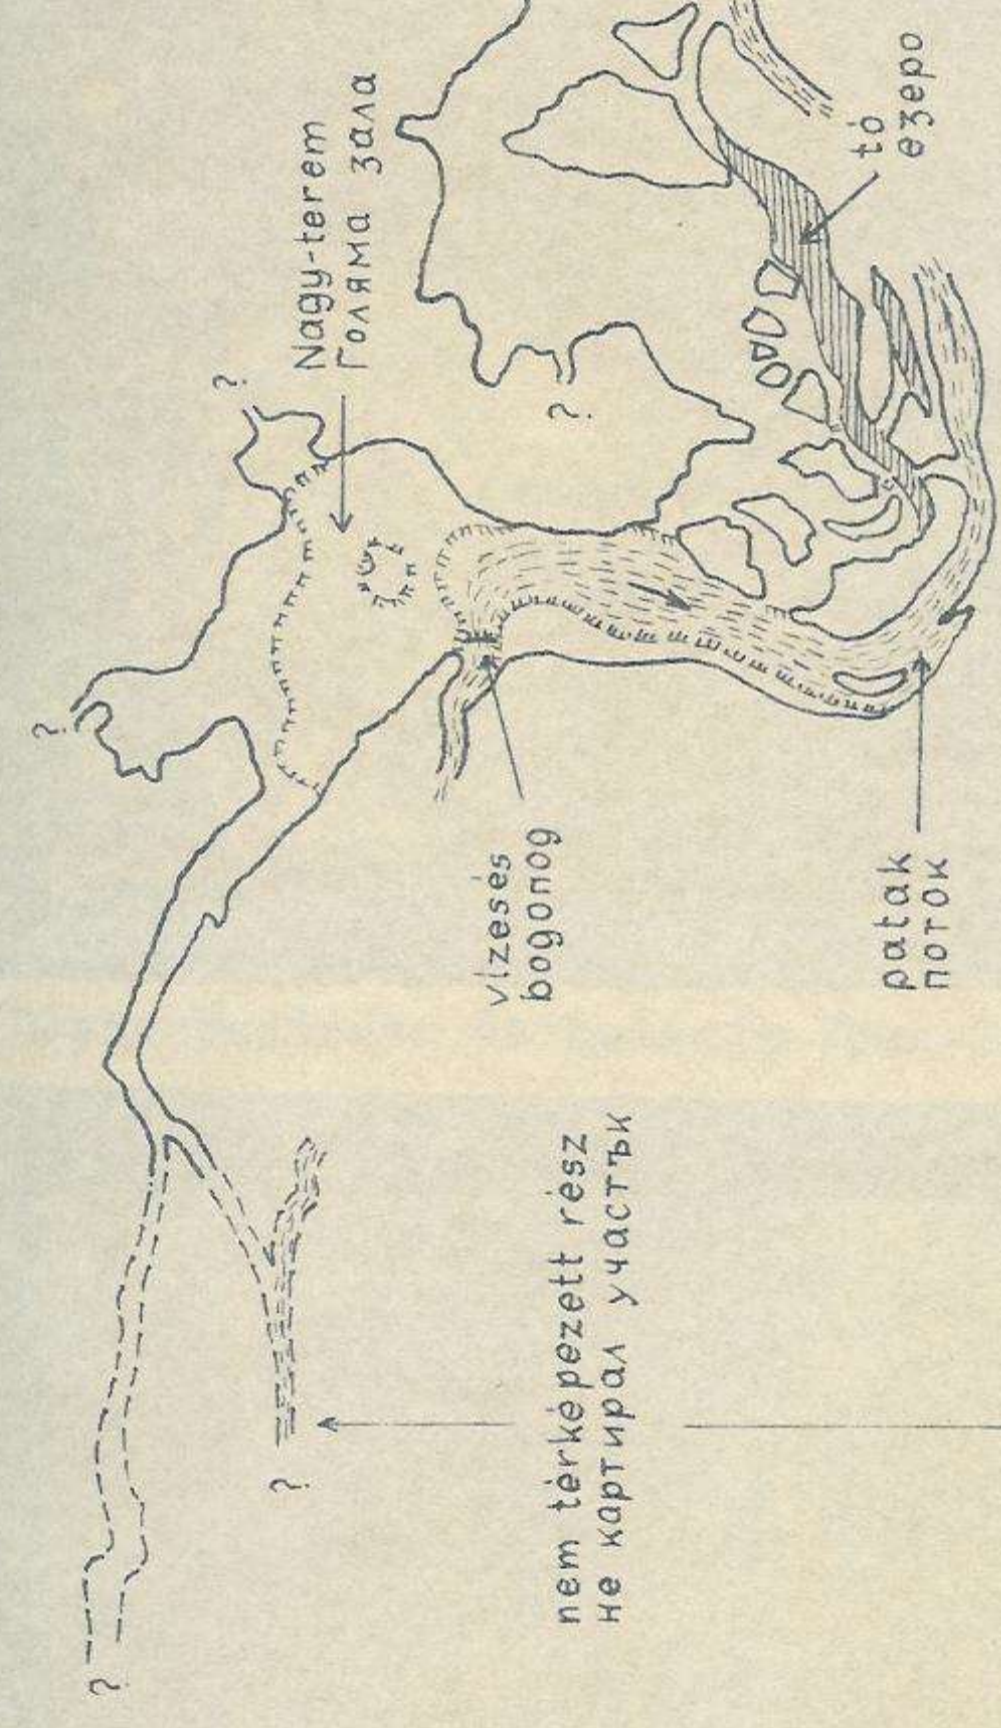 Nagy-terem
Голяма зала
tó
езеро
?
?
?
vízesés
водопад
patak
поток
nem térképezett rész
не картирал участък
?
?